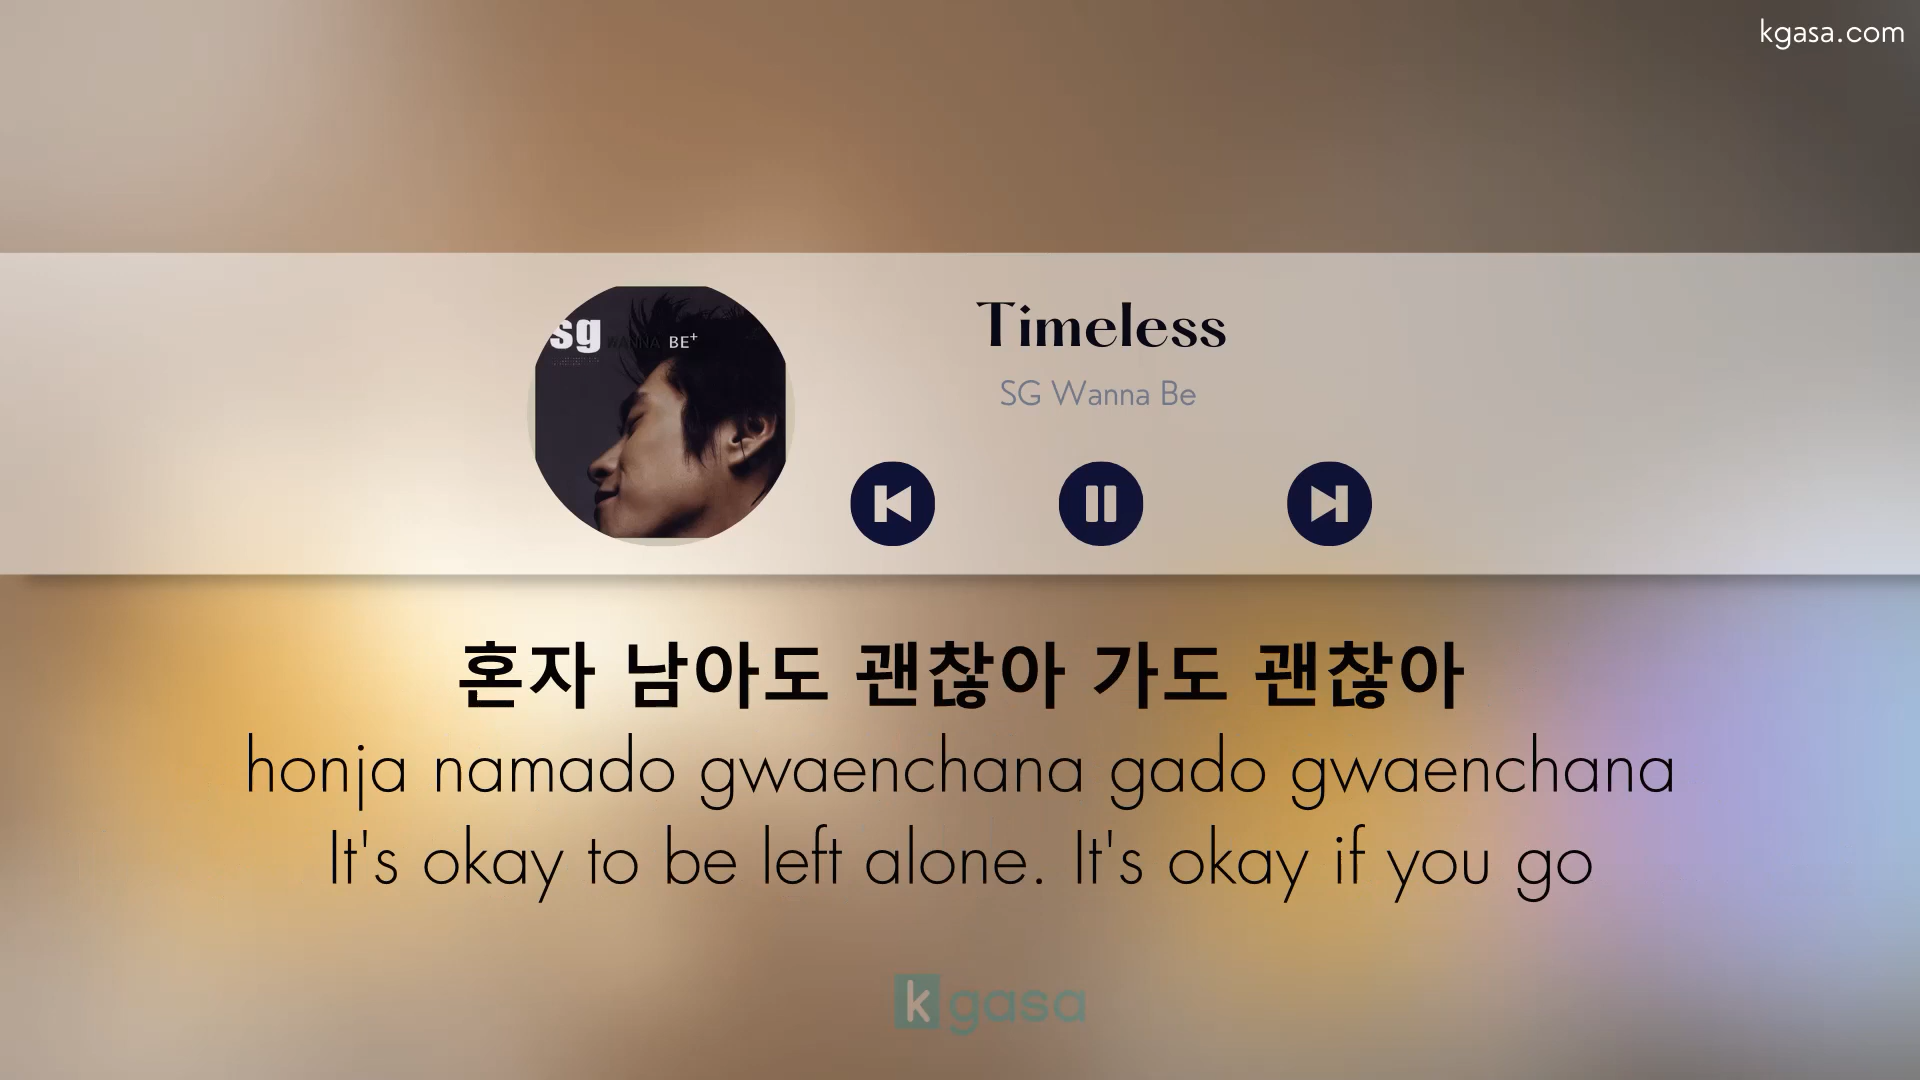 kgasa.com
sg WANNA BE+
Timeless
SG Wanna Be
혼자 남아도 괜찮아 가도 괜찮아
honja namado gwaenchana gado gwaenchana
It's okay to be left alone. It's okay if you go
kgasa